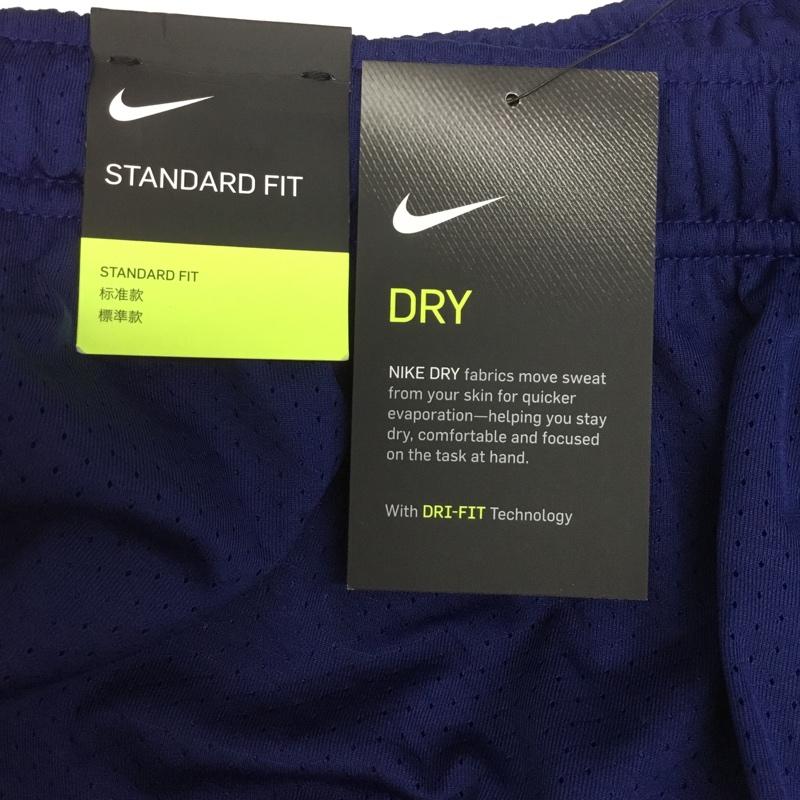 STANDARD FIT
STANDARD FIT
标准款
標準款
DRY
NIKE DRY fabrics move sweat
from your skin for quicker
evaporation—helping you stay
dry, comfortable and focused
on the task at hand.
With DRI-FIT Technology